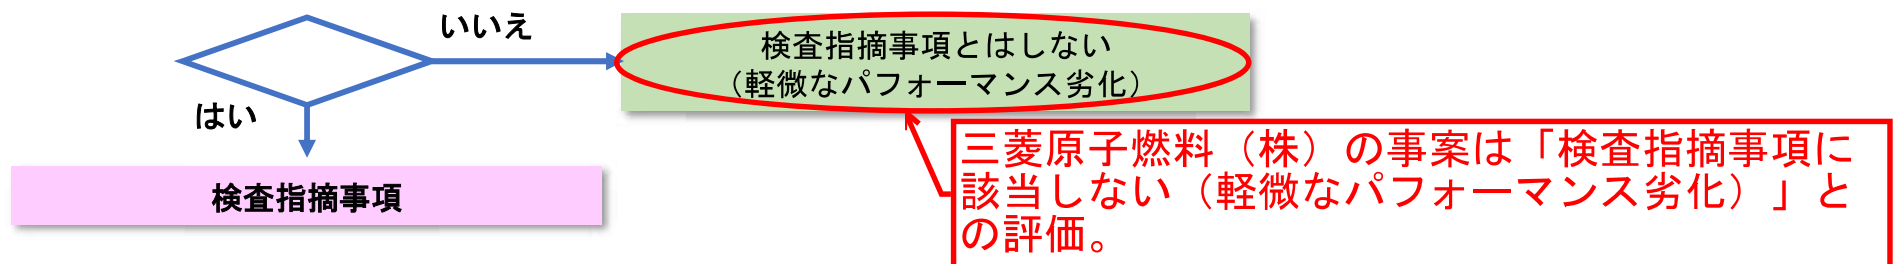 いいえ
検査指摘事項とはしない
（軽微なパフォーマンス劣化）
はい
検査指摘事項
三菱原子燃料（株）の事案は「検査指摘事項に
該当しない（軽微なパフォーマンス劣化）」と
の評価。